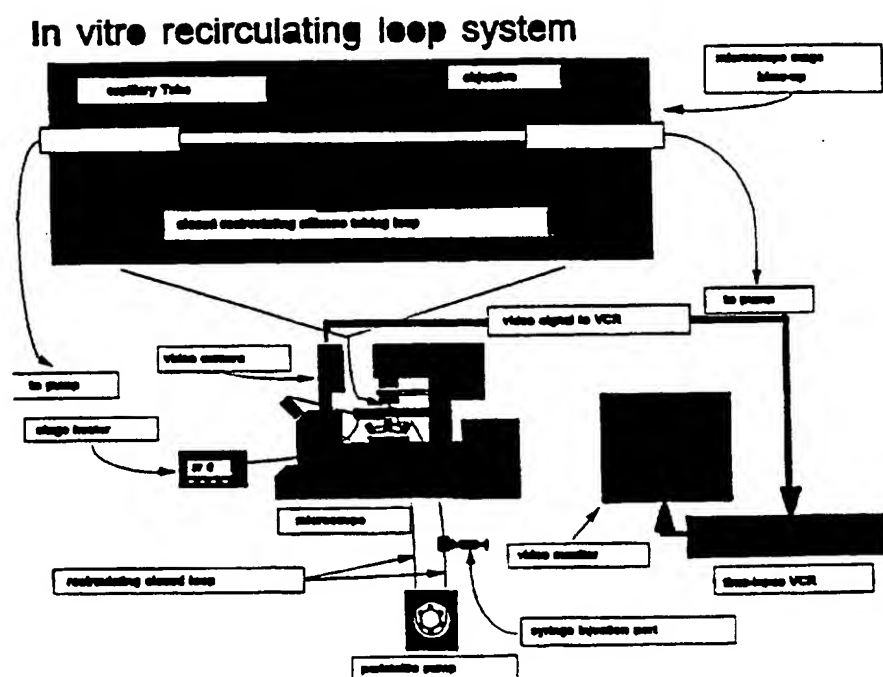 In vitro recirculating loop system
capillary Tube
objective
microscope stage
blow-up
closed recirculating silicone tubing loop
to pump
video signal to VCR
video camera
to pump
stage heater
37 0
microscope
video monitor
time-lapse VCR
recirculating closed loop
syringe injection port
peristaltic pump